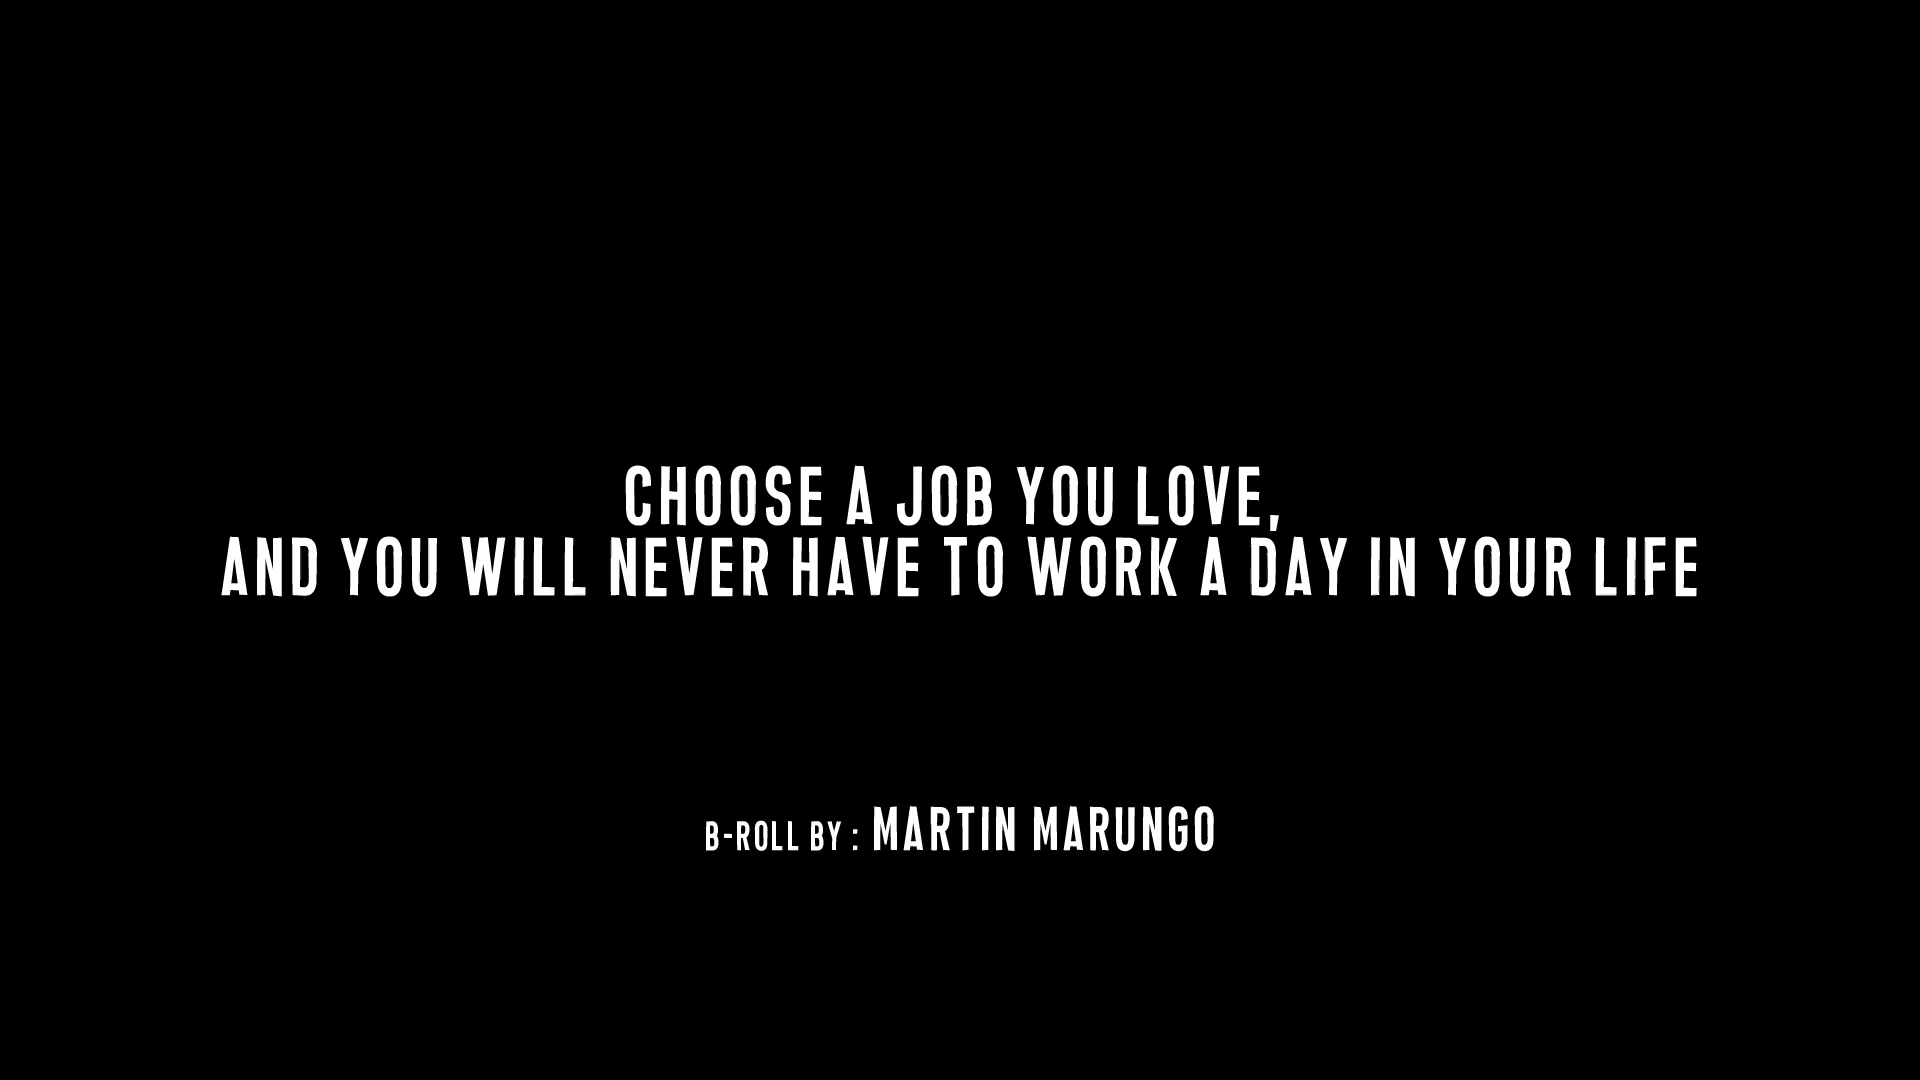 CHOOSE A JOB YOU LOVE,
AND YOU WILL NEVER HAVE TO WORK A DAY IN YOUR LIFE
B-ROLL BY : MARTIN MARUNGO